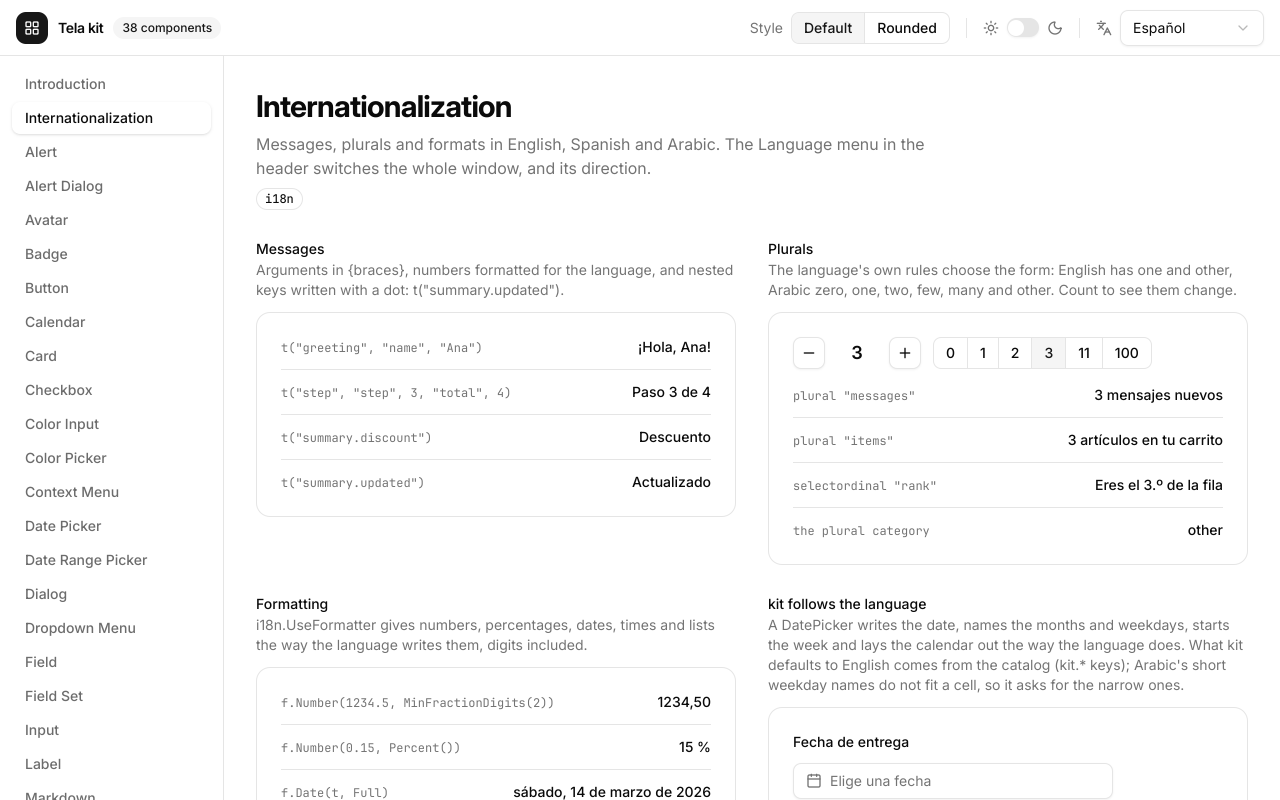 Tela kit
38 components
Style
Default
Rounded
Español
Introduction
Internationalization
Alert
Alert Dialog
Avatar
Badge
Button
Calendar
Card
Checkbox
Color Input
Color Picker
Context Menu
Date Picker
Date Range Picker
Dialog
Dropdown Menu
Field
Field Set
Input
Label
Markdown
Internationalization
Messages, plurals and formats in English, Spanish and Arabic. The Language menu in the
header switches the whole window, and its direction.
i18n
Messages
Arguments in {braces}, numbers formatted for the language, and nested
keys written with a dot: t("summary.updated").
t("greeting", "name", "Ana")
¡Hola, Ana!
t("step", "step", 3, "total", 4)
Paso 3 de 4
t("summary.discount")
Descuento
t("summary.updated")
Actualizado
Plurals
The language's own rules choose the form: English has one and other,
Arabic zero, one, two, few, many and other. Count to see them change.
3
0
1
2
3
11
100
plural "messages"
3 mensajes nuevos
plural "items"
3 artículos en tu carrito
selectordinal "rank"
Eres el 3.º de la fila
the plural category
other
Formatting
i18n.UseFormatter gives numbers, percentages, dates, times and lists
the way the language writes them, digits included.
f.Number(1234.5, MinFractionDigits(2))
1234,50
f.Number(0.15, Percent())
15 %
f.Date(t, Full)
sábado, 14 de marzo de 2026
kit follows the language
A DatePicker writes the date, names the months and weekdays, starts
the week and lays the calendar out the way the language does. What kit
defaults to English comes from the catalog (kit.* keys); Arabic's short
weekday names do not fit a cell, so it asks for the narrow ones.
Fecha de entrega
Elige una fecha